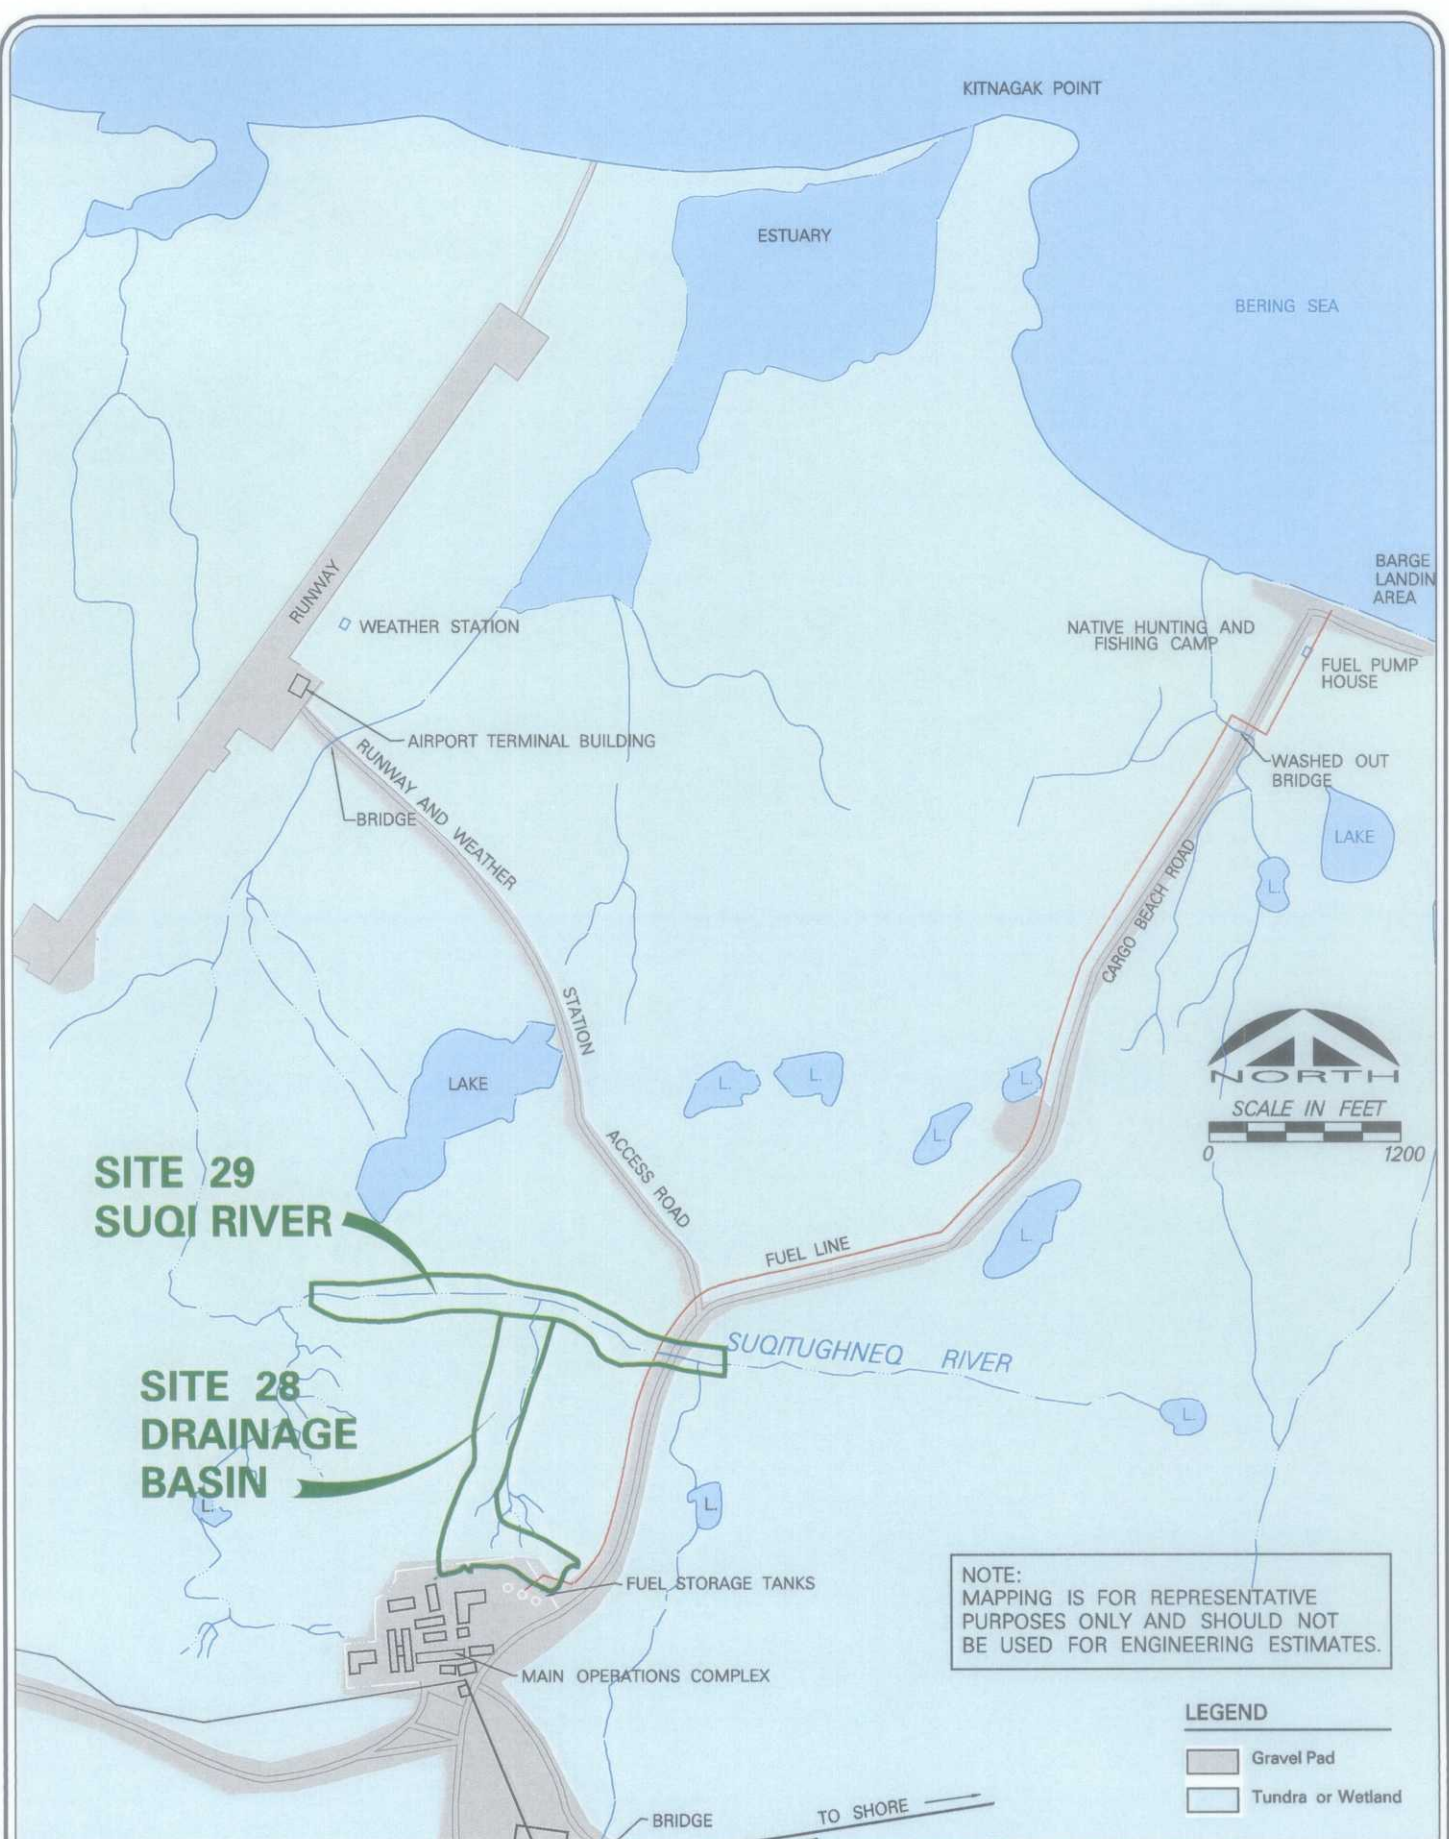 KITNAGAK POINT
ESTUARY
BERING SEA
BARGE
LANDIN
AREA
RUNWAY
WEATHER STATION
NATIVE HUNTING AND
FISHING CAMP
FUEL PUMP
HOUSE
AIRPORT TERMINAL BUILDING
WASHED OUT
BRIDGE
BRIDGE
RUNWAY AND WEATHER
STATION
ACCESS ROAD
LAKE
L.
CARGO BEACH ROAD
LAKE
L.
L.
L.
L.
NORTH
SCALE IN FEET
0 1200
SITE 29
SUQI RIVER
L.
FUEL LINE
SUQITUGHNEQ RIVER
SITE 28
DRAINAGE
BASIN
L.
L.
L.
FUEL STORAGE TANKS
NOTE:
MAPPING IS FOR REPRESENTATIVE
PURPOSES ONLY AND SHOULD NOT
BE USED FOR ENGINEERING ESTIMATES.
MAIN OPERATIONS COMPLEX
LEGEND
Gravel Pad
Tundra or Wetland
BRIDGE
TO SHORE